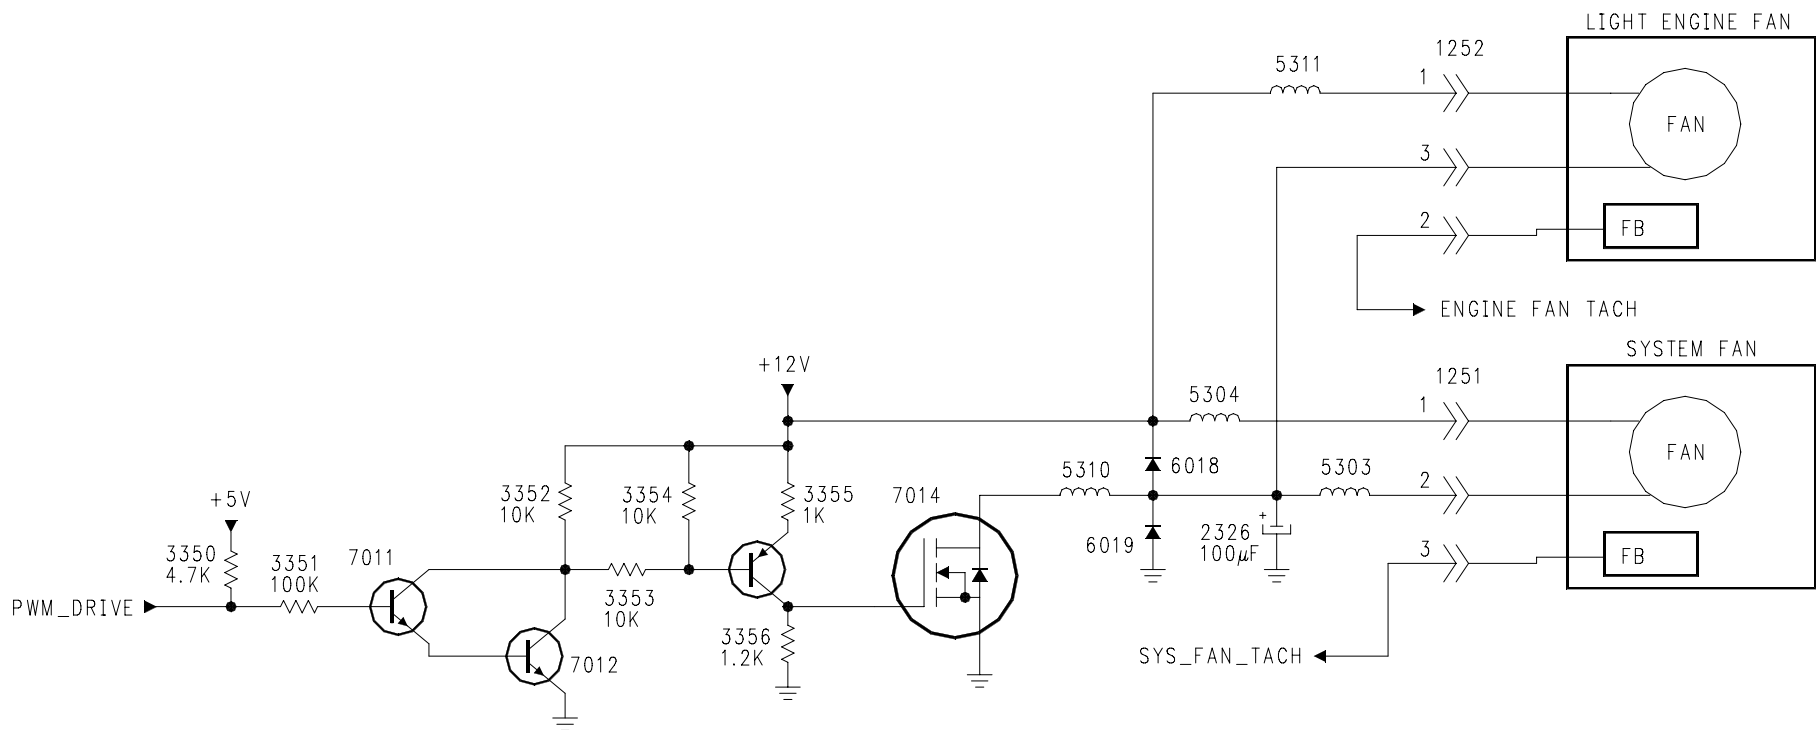 LIGHT ENGINE FAN
1252
5311
1
FAN
3
2
FB
ENGINE FAN TACH
SYSTEM FAN
+12V
1251
5304
1
FAN
5310
6018
5303
2
+5V
3352
10K
3354
10K
3355
1K
7014
6019
+
2326
100μF
3
FB
3350
4.7K
3351
100K
7011
3353
10K
PWM_DRIVE
3356
1.2K
7012
SYS_FAN_TACH